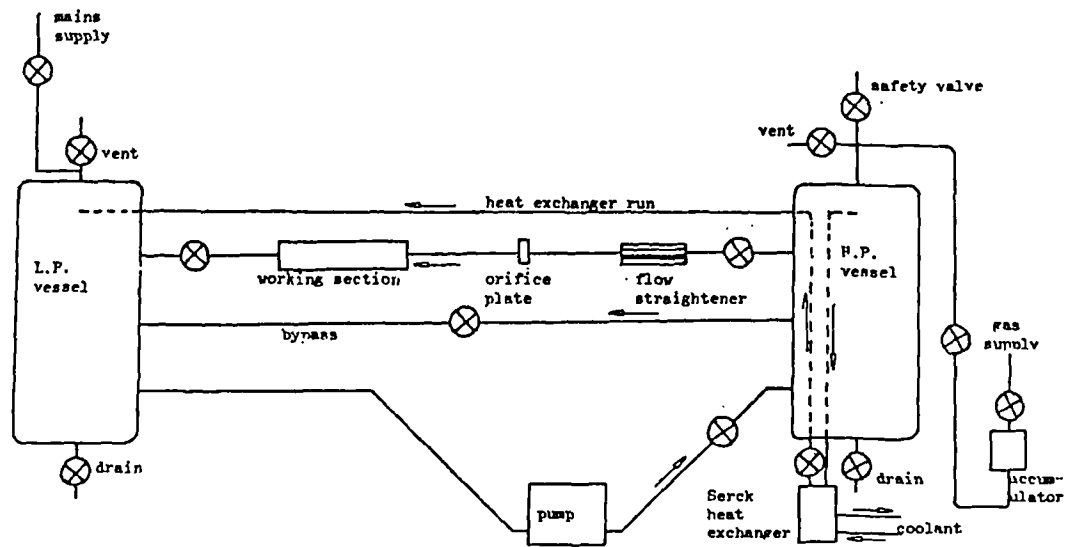 mains
supply
safety valve
vent
vent
heat exchanger run
L.P.
vessel
H.P.
vessel
working section
orifice
plate
flow
straightener
bypass
gas
supply
drain
pump
Serck
heat
exchanger
drain
coolant
accum-
ulator